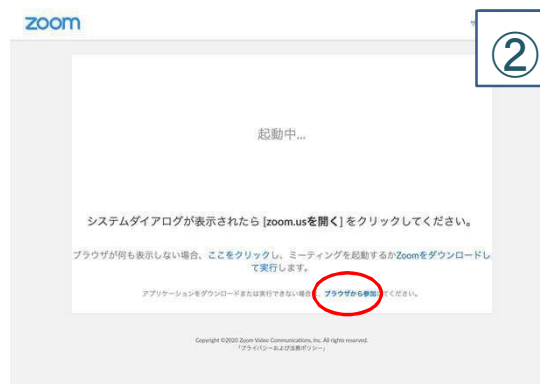 zoom
②
起動中...
システムダイアログが表示されたら [zoom.usを開く] をクリックしてください。
ブラウザが何も表示しない場合、ここをクリックし、ミーティングを起動するかZoomをダウンロードし
て実行します。
アプリケーションをダウンロードまたは実行できない場合 ブラウザから参加 てください。
Copyright ©2020 Zoom Video Communications, Inc. All rights reserved.
「プライバシーおよび法務ポリシー」